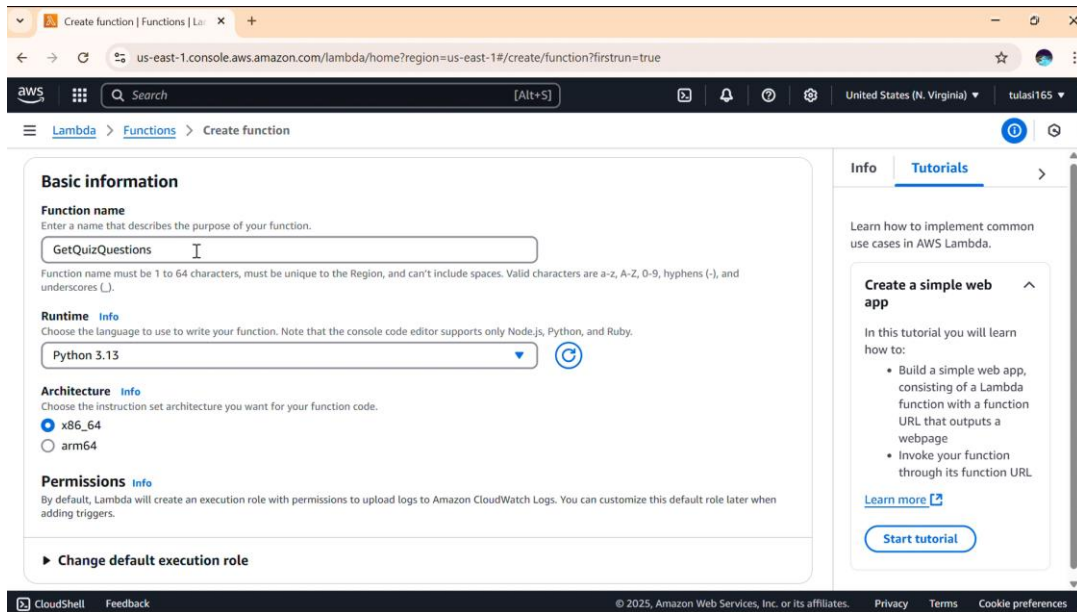 Create function | Functions | La
us-east-1.console.aws.amazon.com/lambda/home?region=us-east-1#/create/function?firstrun=true
aws
Search
[Alt+S]
United States (N. Virginia)
tulasi165
Lambda > Functions > Create function
Basic information
Function name
Enter a name that describes the purpose of your function.
GetQuizQuestions
Function name must be 1 to 64 characters, must be unique to the Region, and can't include spaces. Valid characters are a-z, A-Z, 0-9, hyphens (-), and
underscores (_).
Runtime Info
Choose the language to use to write your function. Note that the console code editor supports only Node.js, Python, and Ruby.
Python 3.13
Architecture Info
Choose the instruction set architecture you want for your function code.
x86_64
arm64
Permissions Info
By default, Lambda will create an execution role with permissions to upload logs to Amazon CloudWatch Logs. You can customize this default role later when
adding triggers.
Change default execution role
Info
Tutorials
Learn how to implement common
use cases in AWS Lambda.
Create a simple web
app
In this tutorial you will learn
how to:
• Build a simple web app,
consisting of a Lambda
function with a function
URL that outputs a
webpage
• Invoke your function
through its function URL
Learn more
Start tutorial
CloudShell
Feedback
© 2025, Amazon Web Services, Inc. or its affiliates.
Privacy
Terms
Cookie preferences